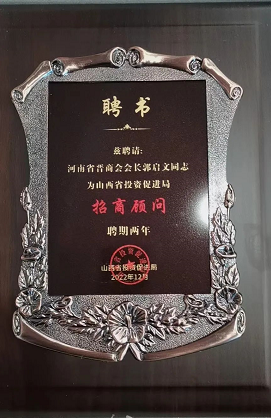 聘书
兹聘请:
河南省晋商会会长郭启文同志
为山西省投资促进局
招商顾问
聘期两年
山西省投资促进局
2022年12月